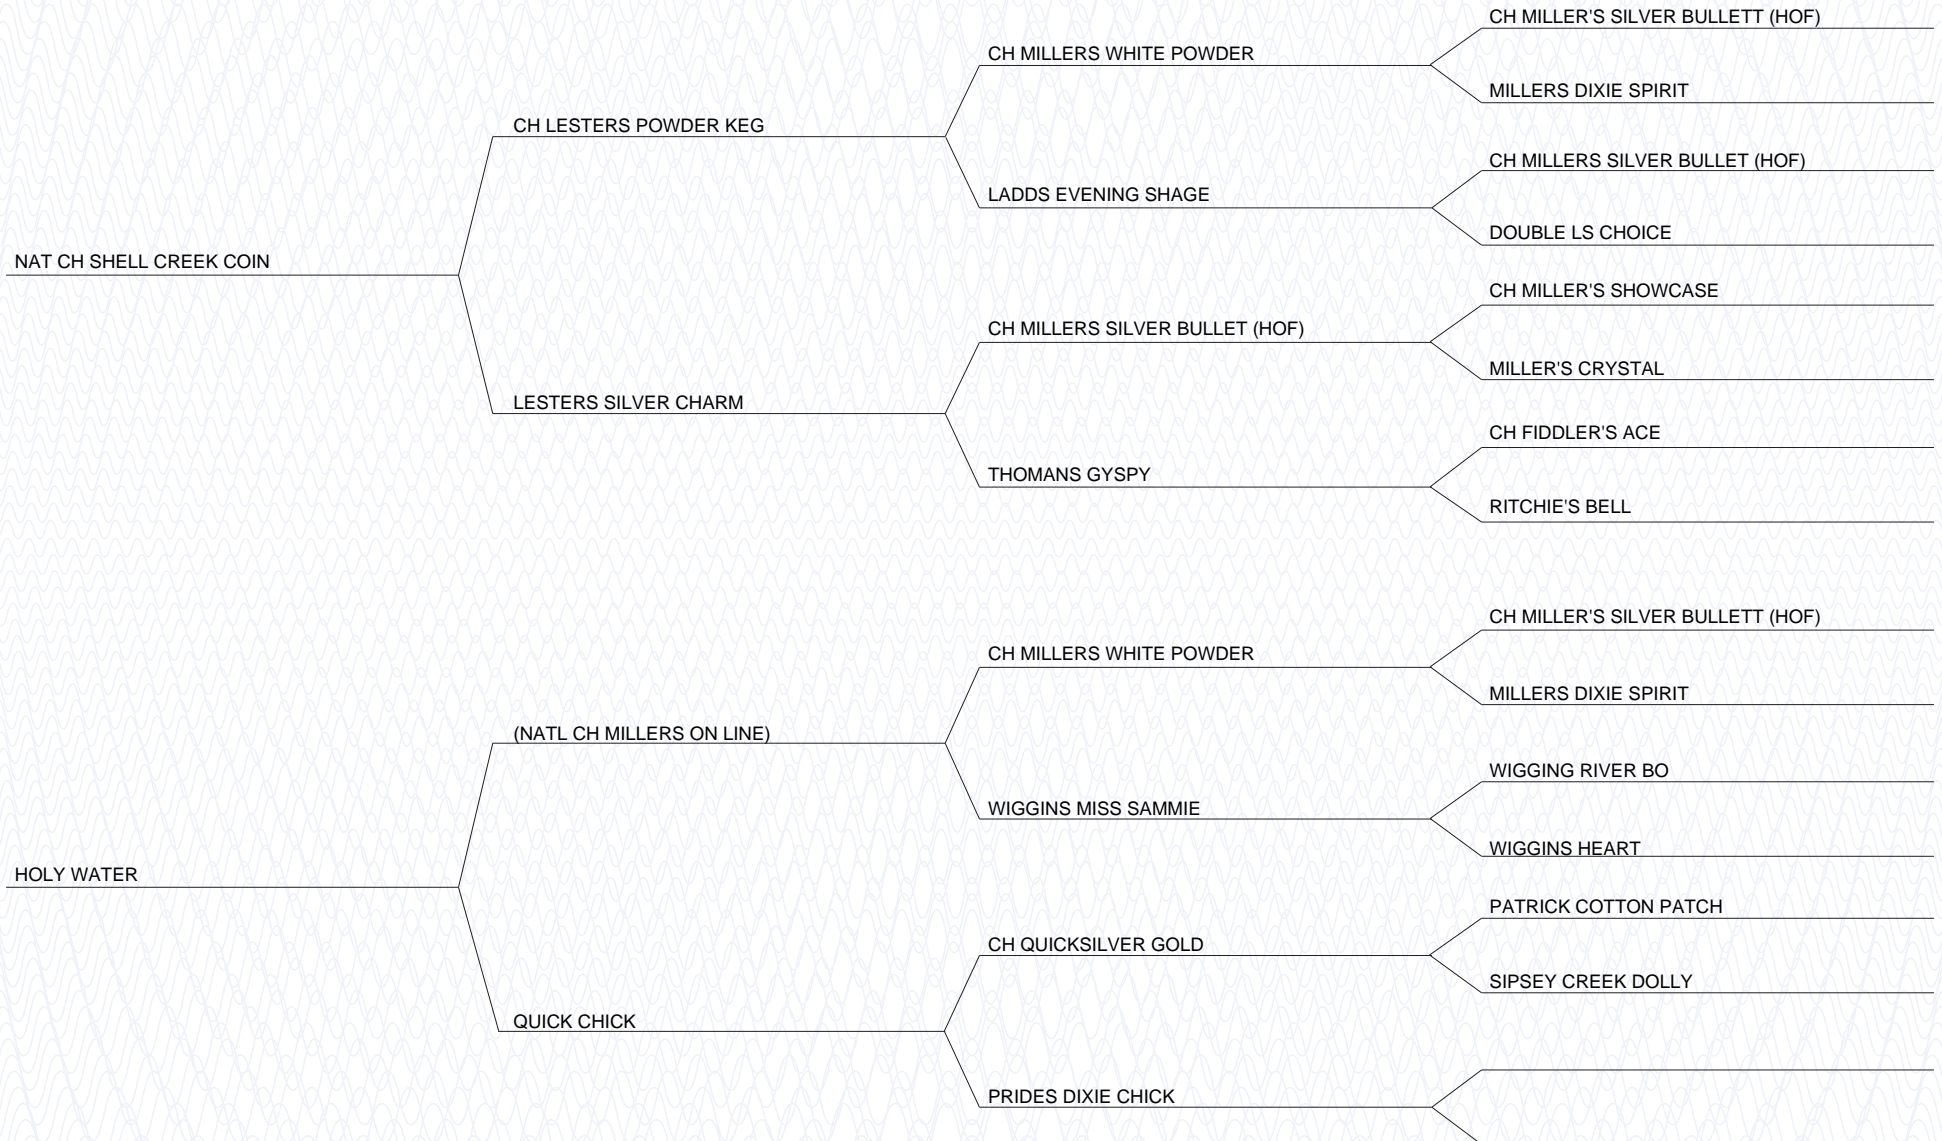 CH MILLER'S SILVER BULLETT (HOF)
CH MILLERS WHITE POWDER
MILLERS DIXIE SPIRIT
CH LESTERS POWDER KEG
CH MILLERS SILVER BULLET (HOF)
LADDS EVENING SHAGE
DOUBLE LS CHOICE
NAT CH SHELL CREEK COIN
CH MILLER'S SHOWCASE
CH MILLERS SILVER BULLET (HOF)
MILLER'S CRYSTAL
LESTERS SILVER CHARM
CH FIDDLER'S ACE
THOMANS GYSPY
RITCHIE'S BELL
CH MILLER'S SILVER BULLETT (HOF)
CH MILLERS WHITE POWDER
MILLERS DIXIE SPIRIT
(NATL CH MILLERS ON LINE)
WIGGING RIVER BO
WIGGINS MISS SAMMIE
WIGGINS HEART
HOLY WATER
PATRICK COTTON PATCH
CH QUICKSILVER GOLD
SIPSEY CREEK DOLLY
QUICK CHICK
PRIDES DIXIE CHICK